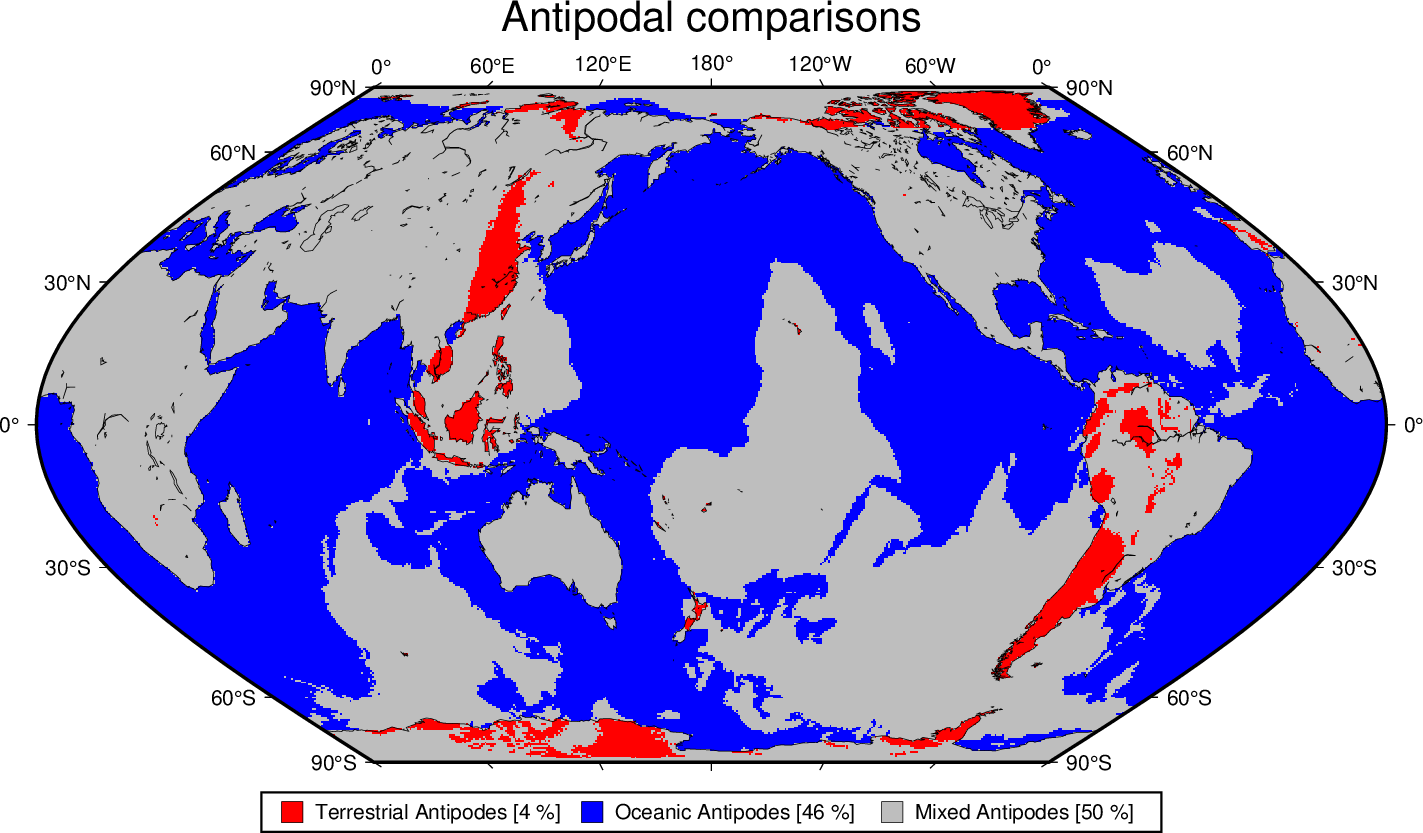 Antipodal comparisons
0° 60°E 120°E 180° 120°W 60°W 0°
90°N 90°N
60°N 60°N
30°N 30°N
0° 0°
30°S 30°S
60°S 60°S
90°S 90°S
Terrestrial Antipodes [4 %] Oceanic Antipodes [46 %] Mixed Antipodes [50 %]